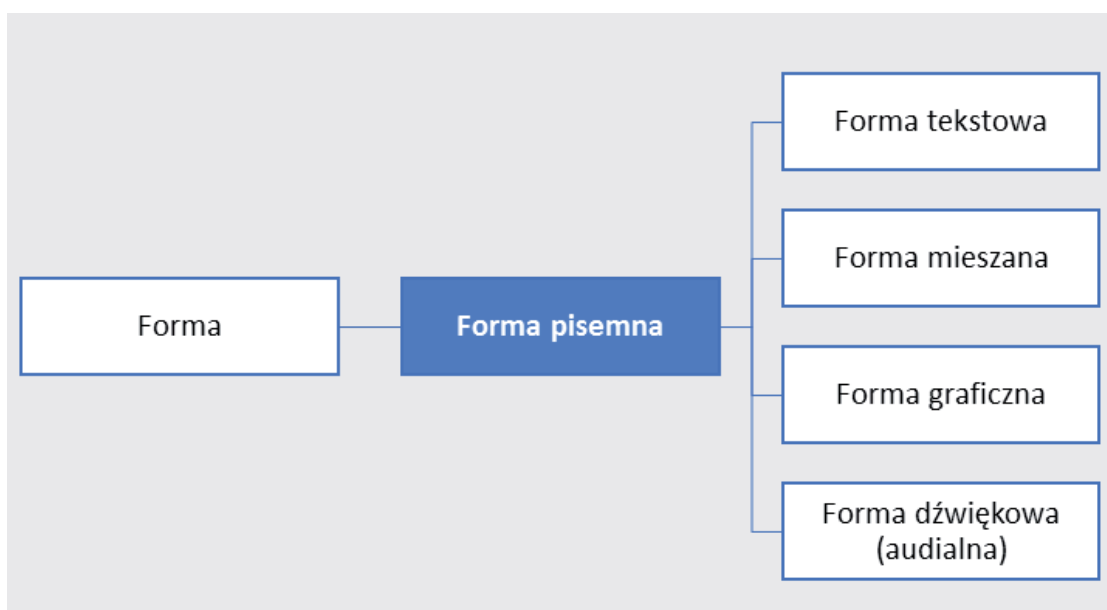 Forma
Forma pisemna
Forma tekstowa
Forma mieszana
Forma graficzna
Forma dźwiękowa
(audialna)